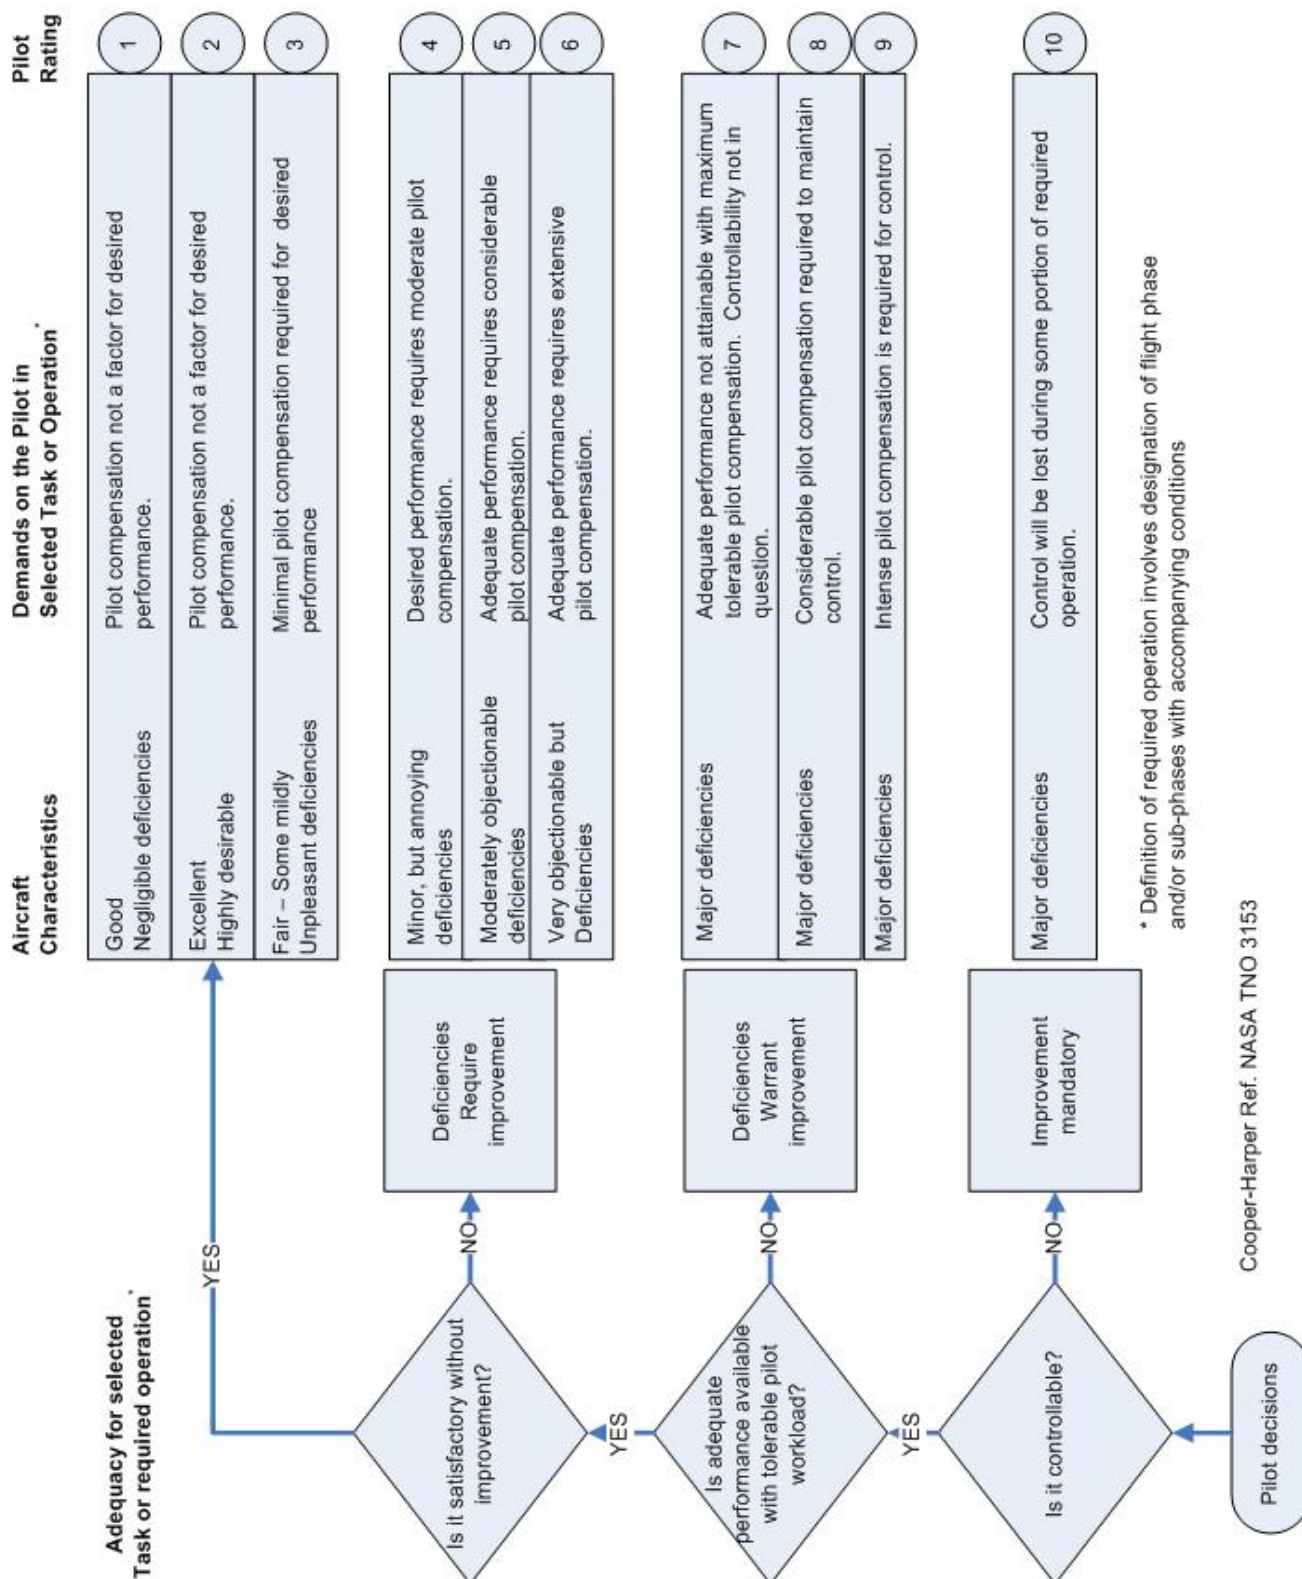 Adequacy for selected
Task or required operation*
Aircraft
Characteristics
Demands on the Pilot in
Selected Task or Operation*
Pilot
Rating
YES
Good
Negligible deficiencies
Pilot compensation not a factor for desired
performance.
1
Excellent
Highly desirable
Pilot compensation not a factor for desired
performance.
2
Fair – Some mildly
Unpleasant deficiencies
Minimal pilot compensation required for desired
performance
3
Is it satisfactory without
improvement?
NO
Deficiencies
Require
improvement
Minor, but annoying
deficiencies
Desired performance requires moderate pilot
compensation.
4
Moderately objectionable
deficiencies
Adequate performance requires considerable
pilot compensation.
5
Very objectionable but
Deficiencies
Adequate performance requires extensive
pilot compensation.
6
YES
Is adequate
performance available
with tolerable pilot
workload?
NO
Deficiencies
Warrant
improvement
Major deficiencies
Adequate performance not attainable with maximum
tolerable pilot compensation. Controllability not in
question.
7
Major deficiencies
Considerable pilot compensation required to maintain
control.
8
Major deficiencies
Intense pilot compensation is required for control.
9
YES
Is it controllable?
NO
Improvement
mandatory
Major deficiencies
Control will be lost during some portion of required
operation.
10
Pilot decisions
* Definition of required operation involves designation of flight phase
and/or sub-phases with accompanying conditions
Cooper-Harper Ref. NASA TNO 3153